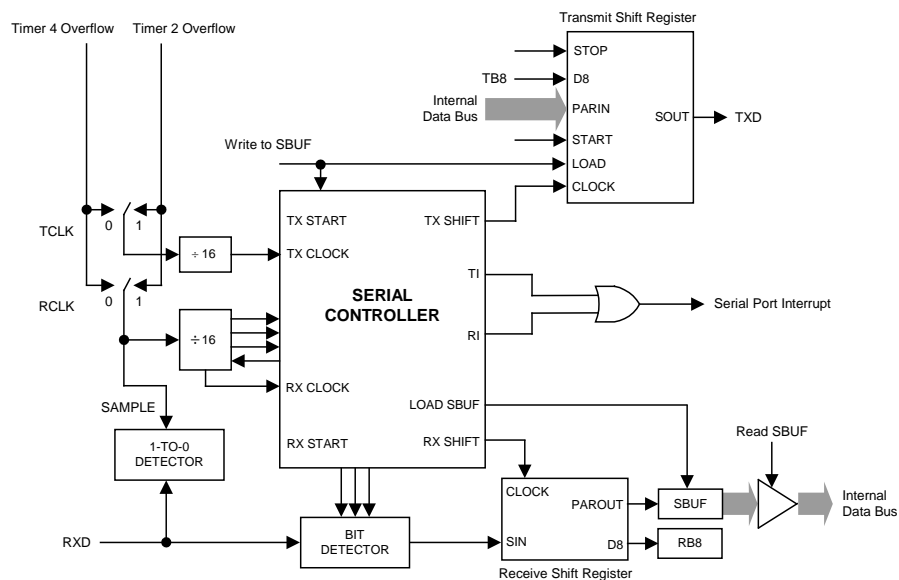 Transmit Shift Register
Timer 4 Overflow
Timer 2 Overflow
STOP
TB8
D8
Internal
Data Bus
PARIN
SOUT
TXD
START
Write to SBUF
LOAD
CLOCK
TX START
TX SHIFT
TCLK
0
1
÷ 16
TX CLOCK
TI
RCLK
0
1
SERIAL
CONTROLLER
Serial Port Interrupt
÷ 16
RI
RX CLOCK
SAMPLE
LOAD SBUF
RX START
RX SHIFT
Read SBUF
1-TO-0
DETECTOR
CLOCK
PAROUT
SBUF
Internal
Data Bus
RXD
BIT
DETECTOR
SIN
D8
RB8
Receive Shift Register